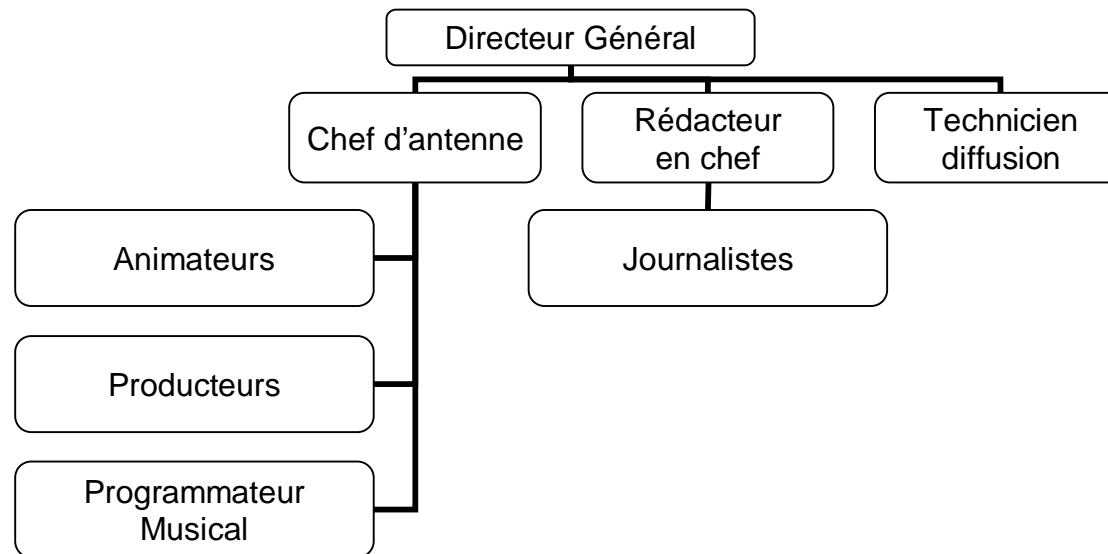 Directeur Général
Chef d'antenne
Rédacteur
en chef
Technicien
diffusion
Animateurs
Journalistes
Producteurs
Programmateur
Musical